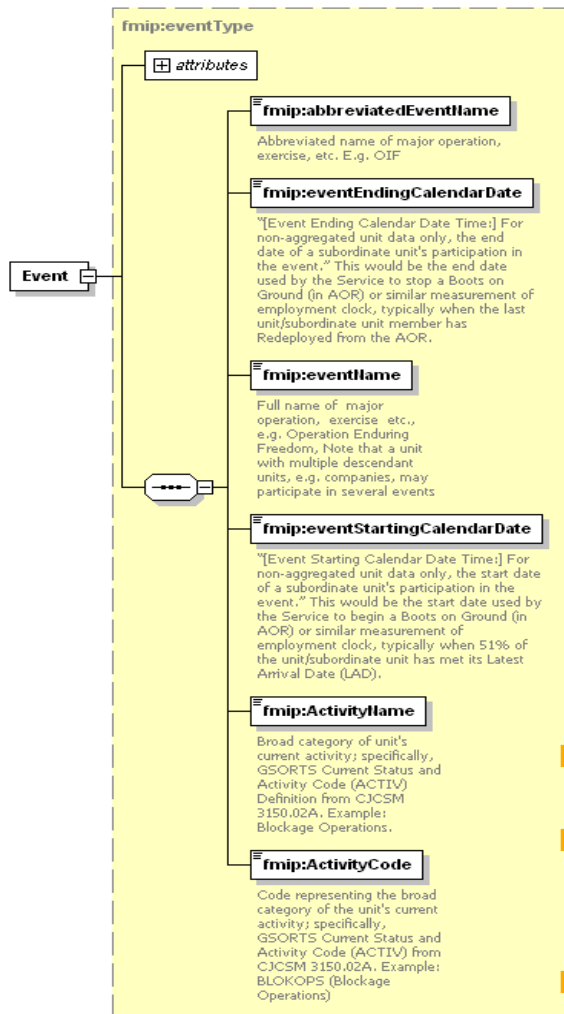 fmip:eventType
attributes
fmip:abbreviatedEventName
Abbreviated name of major operation,
exercise, etc. E.g. OIF
fmip:eventEndingCalendarDate
"[Event Ending Calendar Date Time:] For
non-aggregated unit data only, the end
date of a subordinate unit's participation in
the event." This would be the end date
used by the Service to stop a Boots on
Ground (in AOR) or similar measurement of
employment clock, typically when the last
unit/subordinate unit member has
Redeployed from the AOR.
Event
fmip:eventName
Full name of major
operation, exercise etc.,
e.g. Operation Enduring
Freedom, Note that a unit
with multiple descendant
units, e.g. companies, may
participate in several events
fmip:eventStartingCalendarDate
"[Event Starting Calendar Date Time:] For
non-aggregated unit data only, the start date
of a subordinate unit's participation in the
event." This would be the start date used by
the Service to begin a Boots on Ground (in
AOR) or similar measurement of
employment clock, typically when 51% of
the unit/subordinate unit has met its Latest
Arrival Date (LAD).
fmip:ActivityName
Broad category of unit's
current activity; specifically,
GSORTS Current Status and
Activity Code (ACTIV)
Definition from CJCSM
3150.02A. Example:
Blockage Operations.
fmip:ActivityCode
Code representing the broad
category of the unit's current
activity; specifically,
GSORTS Current Status and
Activity Code (ACTIV) from
CJCSM 3150.02A. Example:
BLOKOPS (Blockage
Operations)